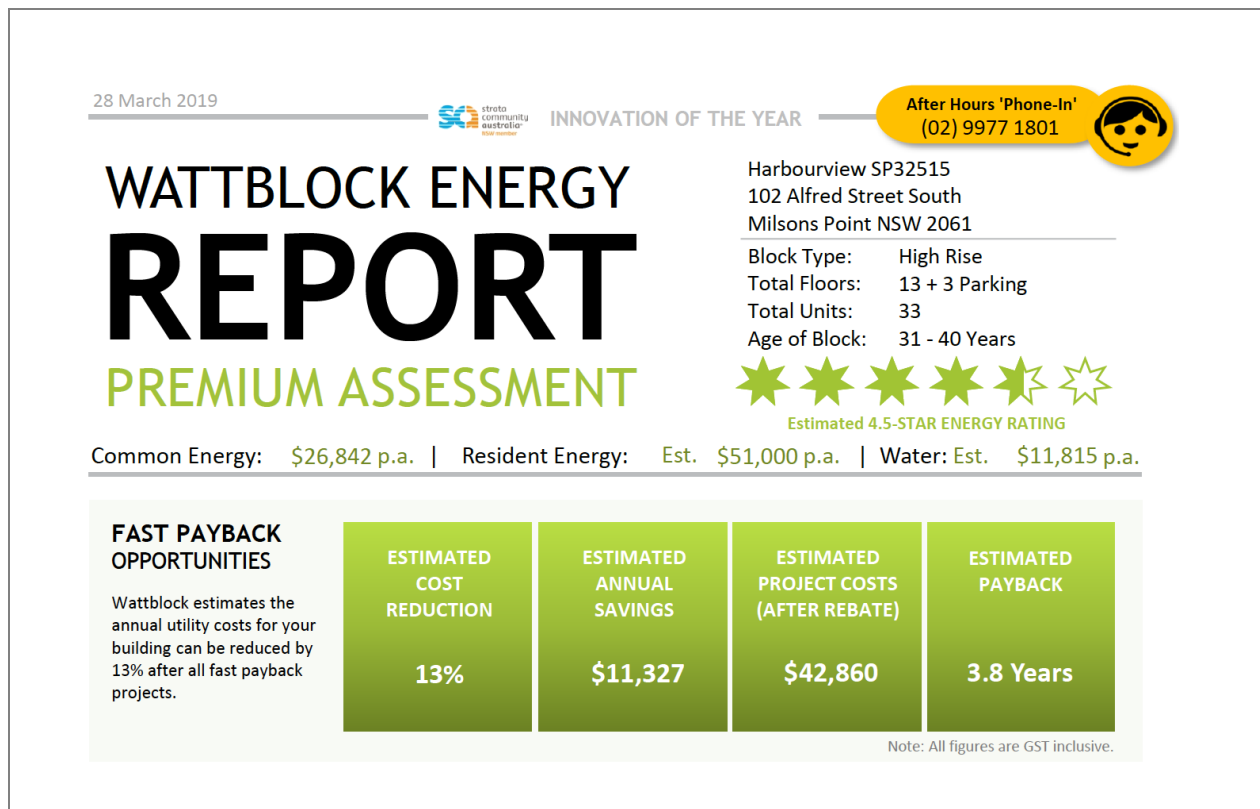 28 March 2019
strata
community
australia
NSW member
INNOVATION OF THE YEAR
After Hours 'Phone-In'
(02) 9977 1801
WATTBLOCK ENERGY
REPORT
PREMIUM ASSESSMENT
Harbourview SP32515
102 Alfred Street South
Milsons Point NSW 2061
Block Type: High Rise
Total Floors: 13 + 3 Parking
Total Units: 33
Age of Block: 31 - 40 Years
Estimated 4.5-STAR ENERGY RATING
Common Energy: $26,842 p.a. | Resident Energy: Est. $51,000 p.a. | Water: Est. $11,815 p.a.
FAST PAYBACK
OPPORTUNITIES
Wattblock estimates the
annual utility costs for your
building can be reduced by
13% after all fast payback
projects.
ESTIMATED
COST
REDUCTION
13%
ESTIMATED
ANNUAL
SAVINGS
$11,327
ESTIMATED
PROJECT COSTS
(AFTER REBATE)
$42,860
ESTIMATED
PAYBACK
3.8 Years
Note: All figures are GST inclusive.